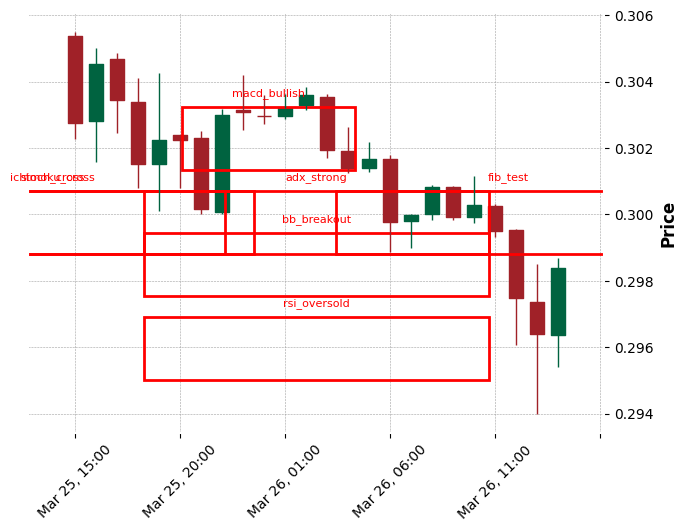 0.306
0.304
macd_bullish
0.302
adx_strong
fib_test
0.300
bb_breakout
Price
0.298
rsi_oversold
0.296
0.294
Mar 25, 15:00
Mar 25, 20:00
Mar 26, 01:00
Mar 26, 06:00
Mar 26, 11:00